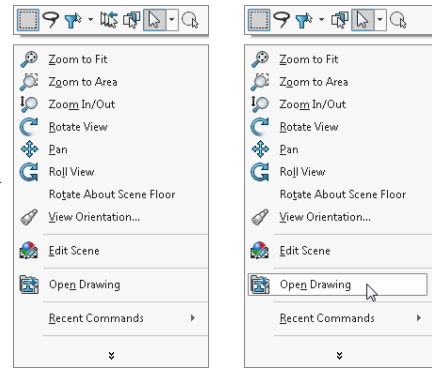 Zoom to Fit
Zoom to Area
Zoom In/Out
Rotate View
Pan
Roll View
Rotate About Scene Floor
View Orientation...
Edit Scene
Open Drawing
Recent Commands
Zoom to Fit
Zoom to Area
Zoom In/Out
Rotate View
Pan
Roll View
Rotate About Scene Floor
View Orientation...
Edit Scene
Open Drawing
Recent Commands